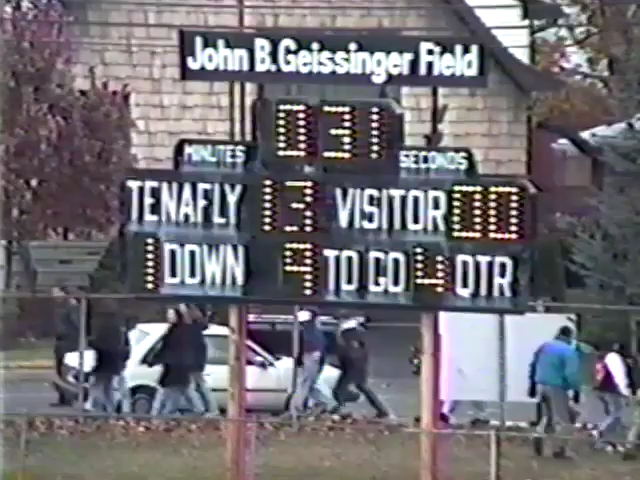 John B. Geissinger Field
0 31
MINUTES SECONDS
TENAFLY 13 VISITOR 00
1 DOWN 9 TO GO 4 QTR